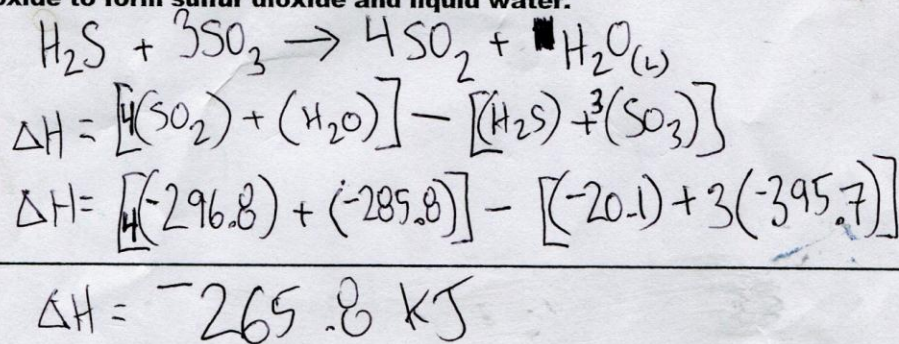 oxide to form sulfur dioxide and liquid water.
H₂S + 3SO₃ → 4SO₂ + H₂O(L)
ΔH = [4(SO₂) + (H₂O)] − [(H₂S) + 3(SO₃)]
ΔH = [4(-296.8) + (-285.8)] − [(-20.1) + 3(-395.7)]
ΔH = -265.8 KJ